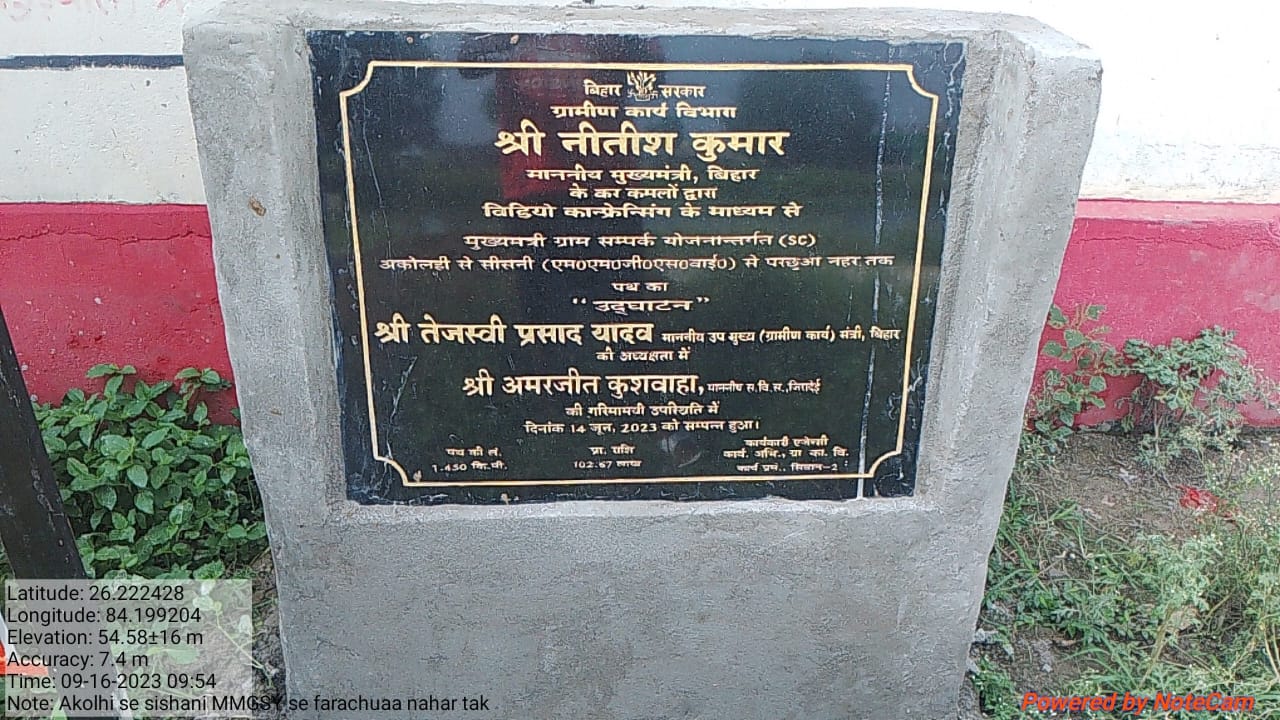 बिहार सरकार
ग्रामीण कार्य विभाग
श्री नीतीश कुमार
माननीय मुख्यमंत्री, बिहार
के कर कमलों द्वारा
विडियो कान्फ्रेन्सिंग के माध्यम से
मुख्यमंत्री ग्राम सम्पर्क योजनान्तर्गत (SC)
अकोलही से सीसनी (एम0एम0जी0एस0वाई0) से परछुआ नहर तक
पथ का
“उद्घाटन”
श्री तेजस्वी प्रसाद यादव माननीय उप मुख्य (ग्रामीण कार्य) मंत्री, बिहार
की अध्यक्षता में
श्री अमरजीत कुशवाहा, माननीय स.वि.स., जिरादेई
की गरिमामयी उपस्थिति में
दिनांक 14 जून, 2023 को सम्पन्न हुआ।
पथ की लं. प्रा. राशि कार्यकारी एजेन्सी
1.450 कि.मी. 102.67 लाख कार्य. अभि., ग्रा. का. वि.
कार्य प्रम., सिवान-2
Latitude: 26.222428
Longitude: 84.199204
Elevation: 54.58±16 m
Accuracy: 7.4 m
Time: 09-16-2023 09:54
Note: Akolhi se sishani MMGSY se farachuaa nahar tak
Powered by NoteCam